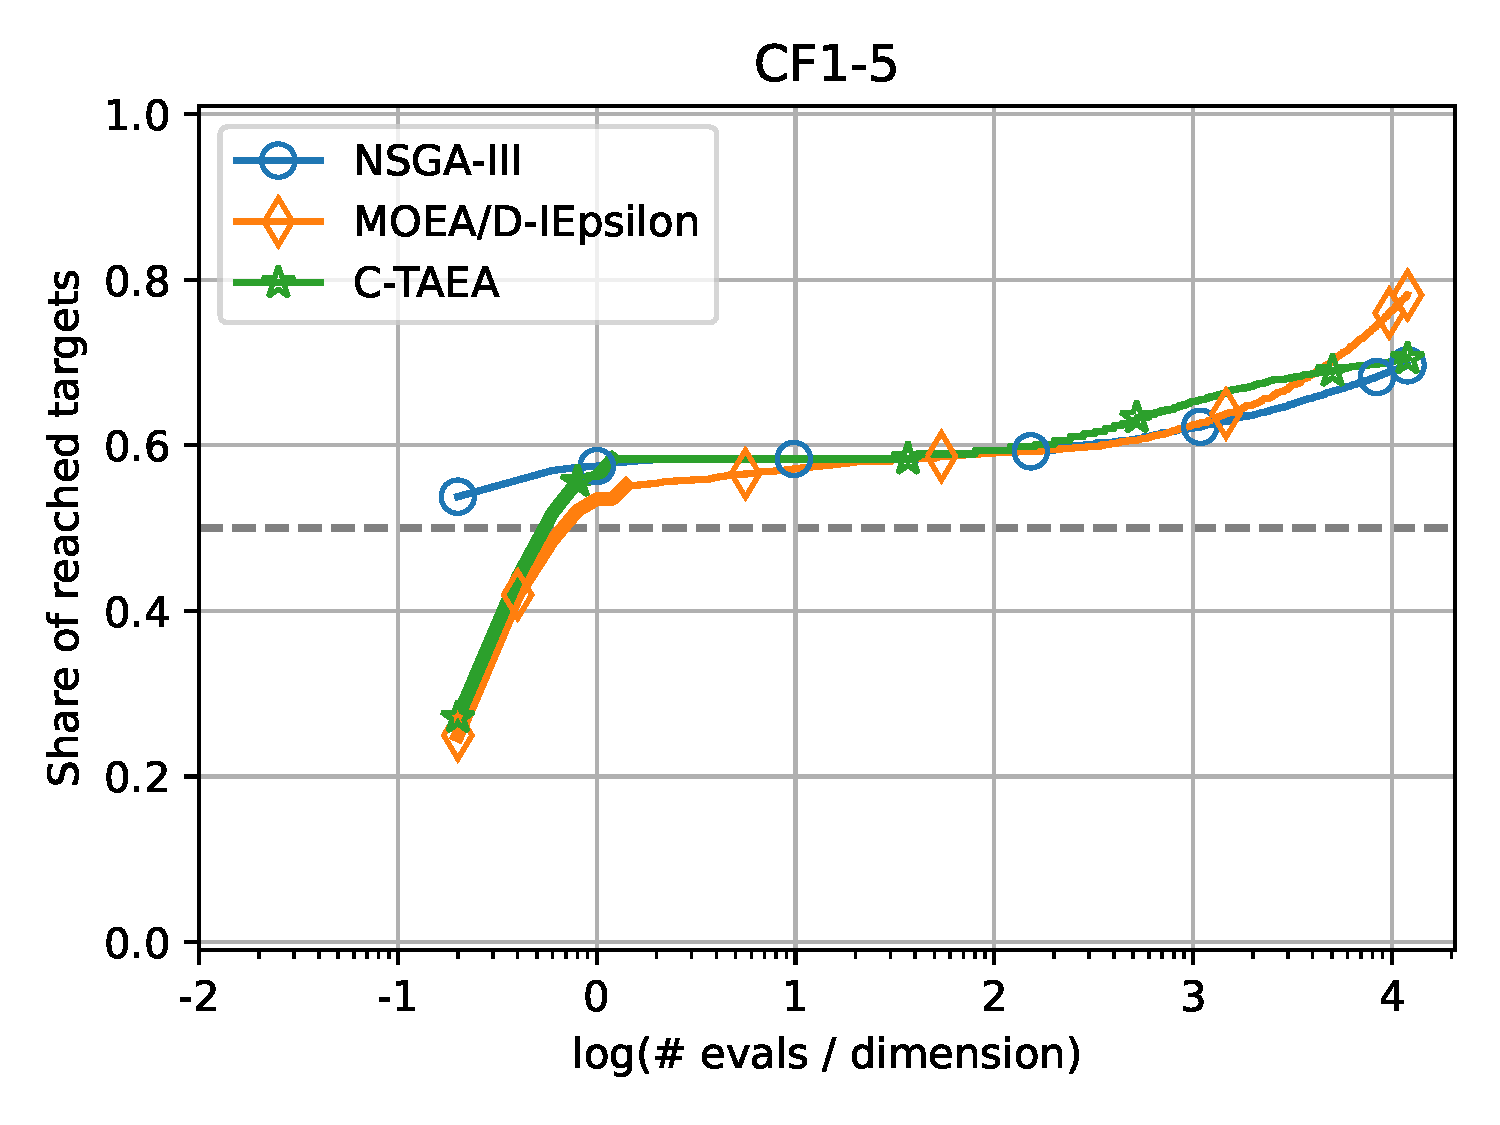 CF1-5
1.0
0.8
0.6
0.4
0.2
0.0
Share of reached targets
NSGA-III
MOEA/D-IEpsilon
C-TAEA
-2
-1
0
1
2
3
4
log(# evals / dimension)